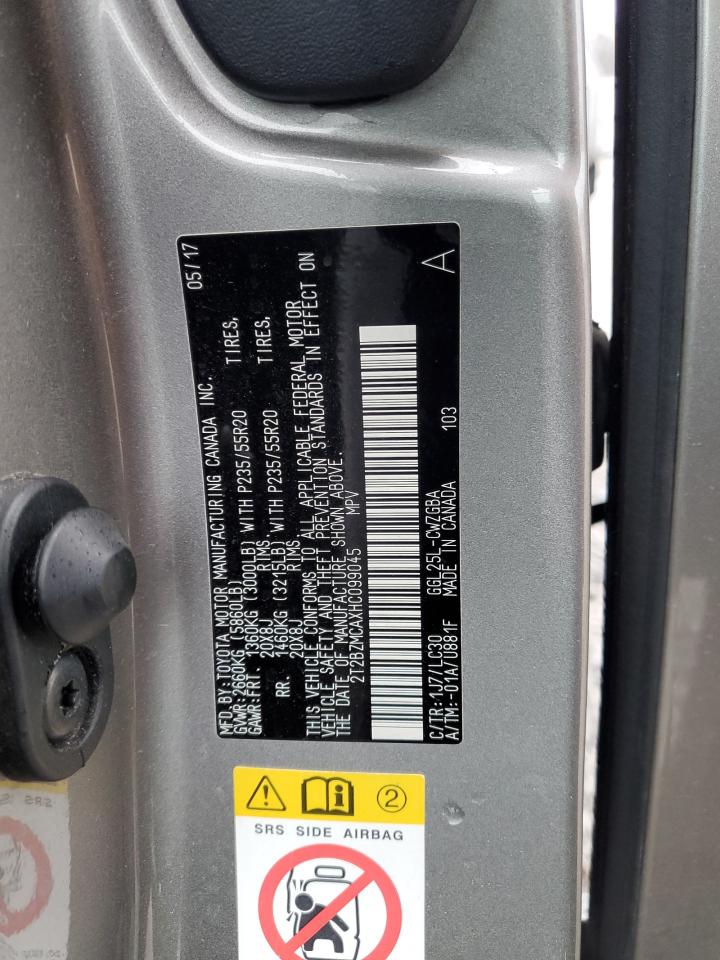 MFD BY:TOYOTA MOTOR MANUFACTURING CANADA INC. 05/17
GVWR:2660KG (5860LB)
GAWR:FRT. 1360KG (3000LB) WITH P235/55R20 TIRES,
20X8J RIMS,
RR. 1460KG (3215LB) WITH P235/55R20 TIRES,
20X8J RIMS.
THIS VEHICLE CONFORMS TO ALL APPLICABLE FEDERAL MOTOR
VEHICLE SAFETY AND THEFT PREVENTION STANDARDS IN EFFECT ON
THE DATE OF MANUFACTURE SHOWN ABOVE.
2T2BZMCAXHC099045 MPV
C/TR:1J7/LC30 GGL25L-CWZGBA
A/TM:-01A/U881F MADE IN CANADA 103 A
2
SRS SIDE AIRBAG
SRS